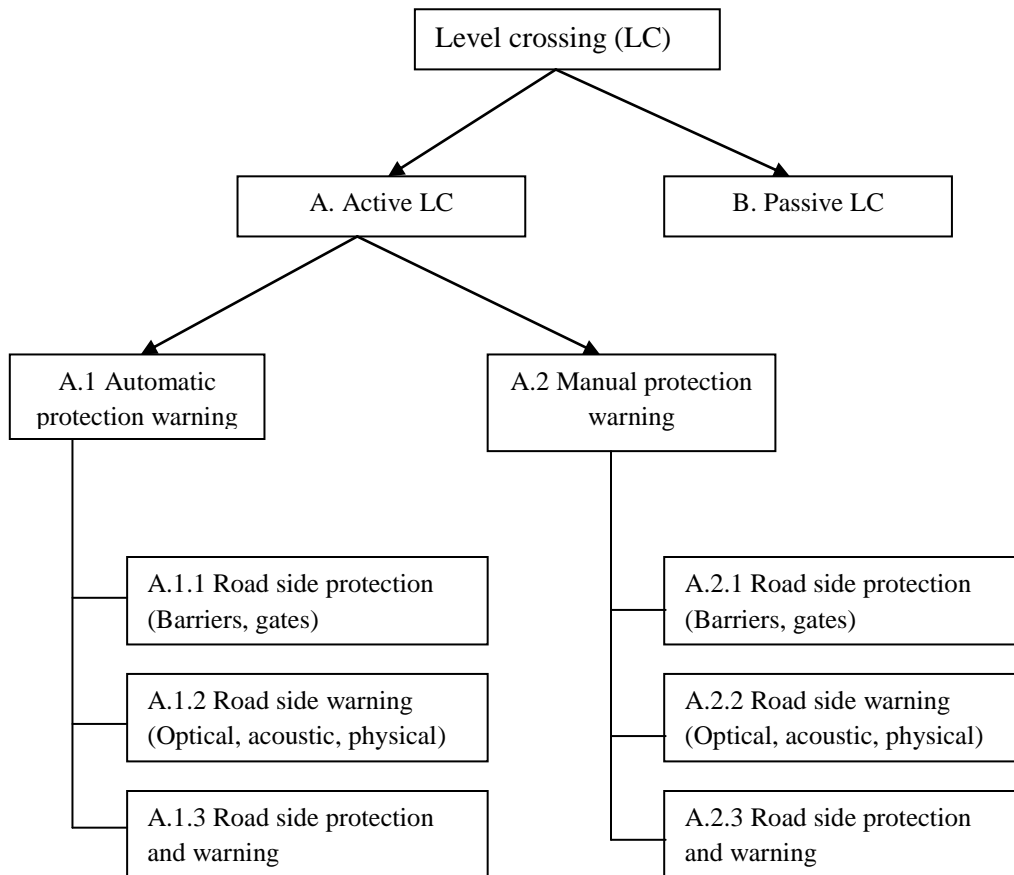 Level crossing (LC)
A. Active LC
B. Passive LC
A.1 Automatic
protection warning
A.2 Manual protection
warning
A.1.1 Road side protection
(Barriers, gates)
A.1.2 Road side warning
(Optical, acoustic, physical)
A.1.3 Road side protection
and warning
A.2.1 Road side protection
(Barriers, gates)
A.2.2 Road side warning
(Optical, acoustic, physical)
A.2.3 Road side protection
and warning